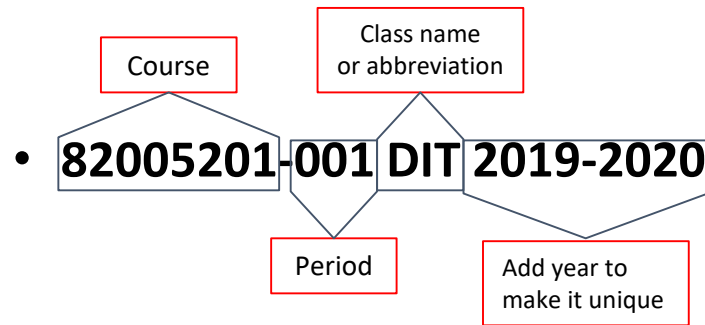 Course
Class name
or abbreviation
• 82005201-001 DIT 2019-2020
Period
Add year to
make it unique